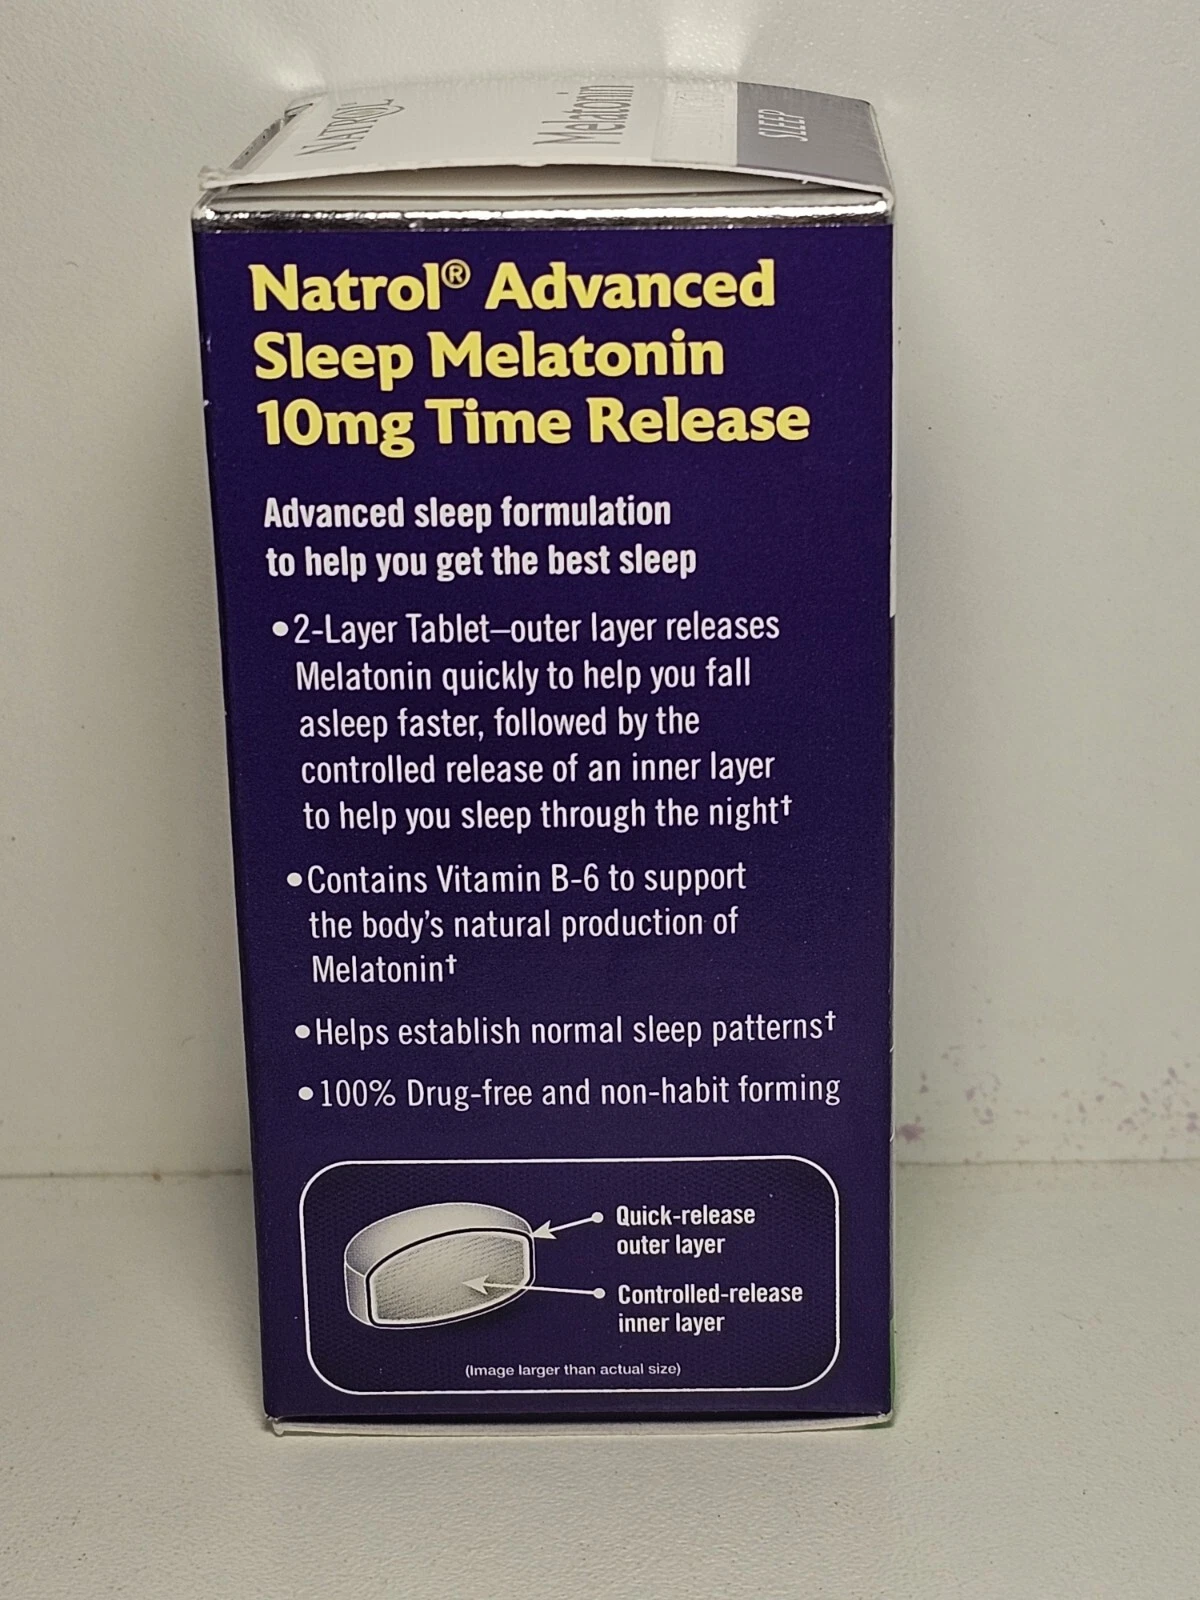 NATROL
Melatonin
SLEEP
Natrol® Advanced
Sleep Melatonin
10mg Time Release
Advanced sleep formulation
to help you get the best sleep
•2-Layer Tablet–outer layer releases
Melatonin quickly to help you fall
asleep faster, followed by the
controlled release of an inner layer
to help you sleep through the night†
•Contains Vitamin B-6 to support
the body's natural production of
Melatonin†
•Helps establish normal sleep patterns†
•100% Drug-free and non-habit forming
Quick-release
outer layer
Controlled-release
inner layer
(Image larger than actual size)